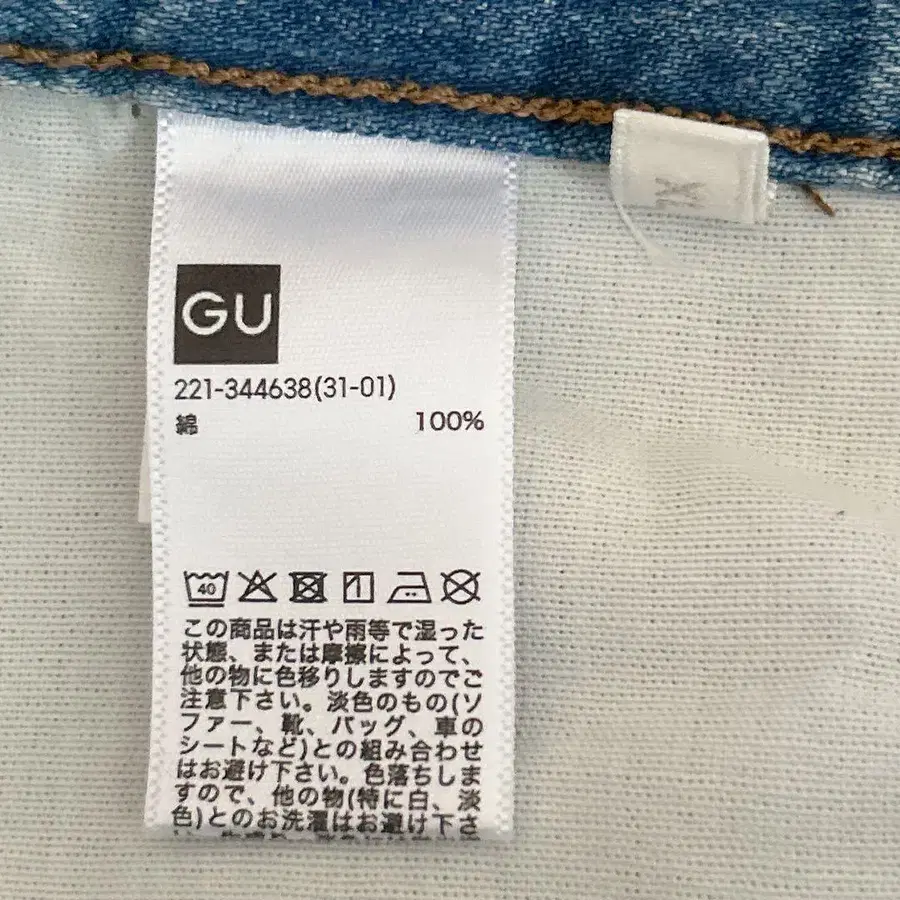 GU
221-344638(31-01)
綿 100%
40
この商品は汗や雨等で湿った
状態、または摩擦によって、
他の物に色移りしますのでご
注意下さい。淡色のもの(ソ
ファー、靴、バッグ、車の
シートなど)との組み合わせ
はお避け下さい。色落ちしま
すので、他の物(特に白、淡
色)とのお洗濯はお避け下さ